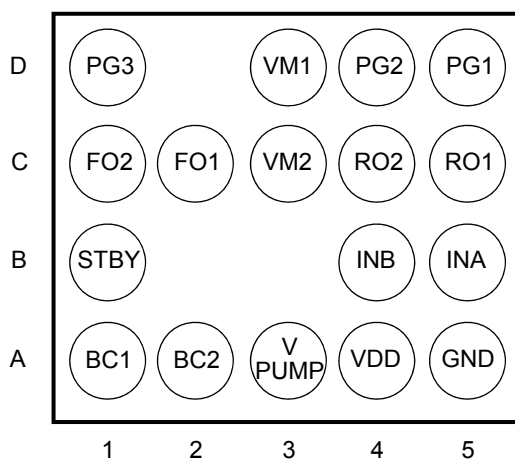 D PG3 VM1 PG2 PG1
C FO2 FO1 VM2 RO2 RO1
B STBY INB INA
A BC1 BC2 V PUMP VDD GND
1 2 3 4 5